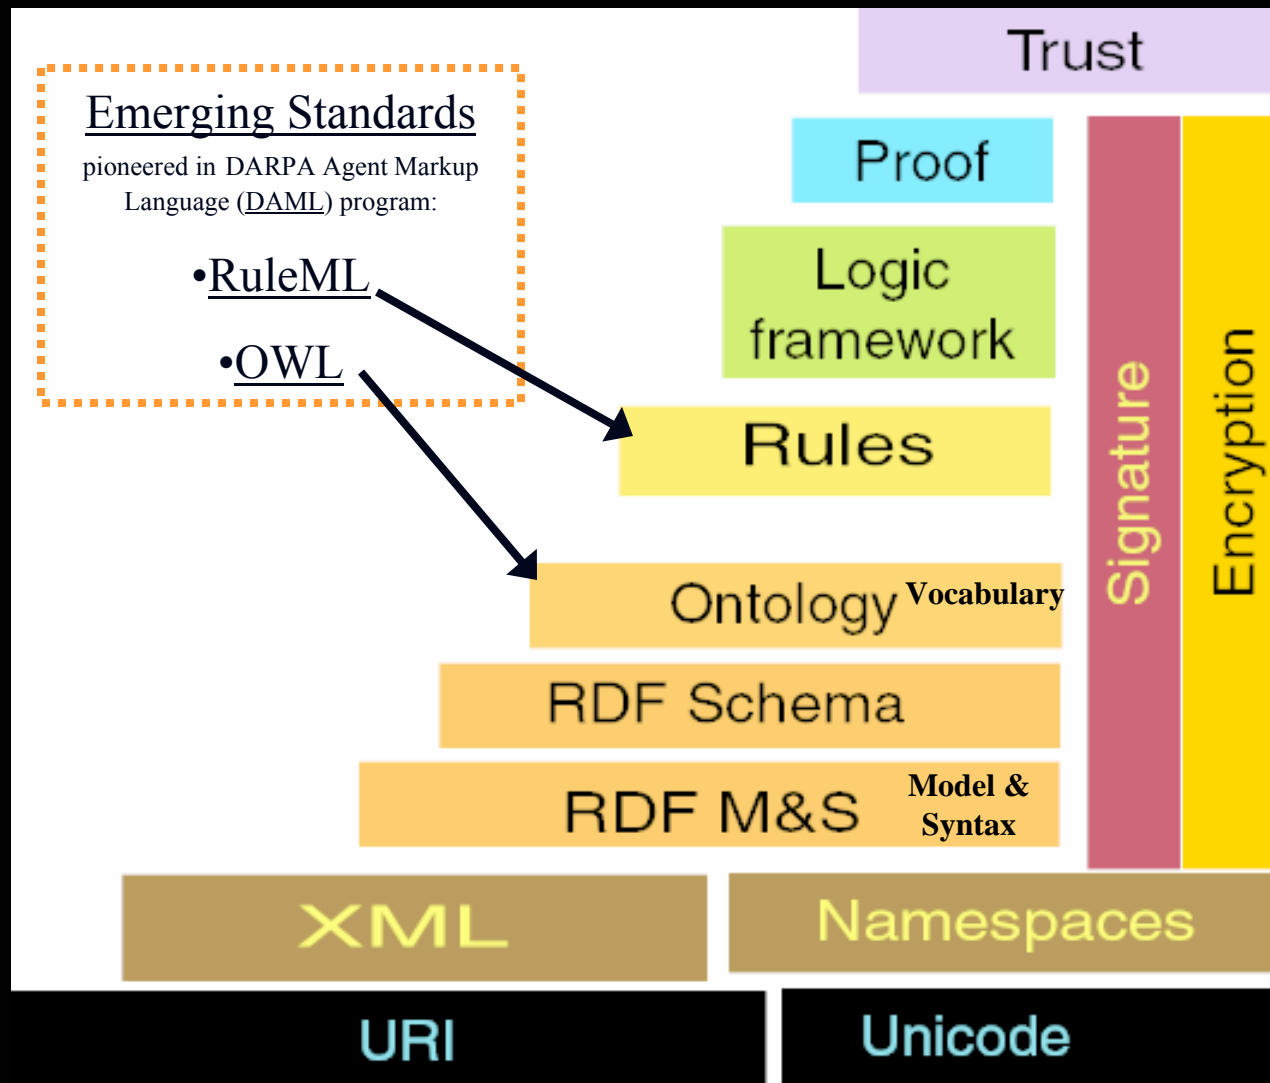 Trust
Emerging Standards
pioneered in DARPA Agent Markup
Language (DAML) program:
•RuleML
•OWL
Proof
Logic
framework
Rules
Signature
Encryption
Ontology Vocabulary
RDF Schema
RDF M&S
Model &
Syntax
XML
Namespaces
URI
Unicode